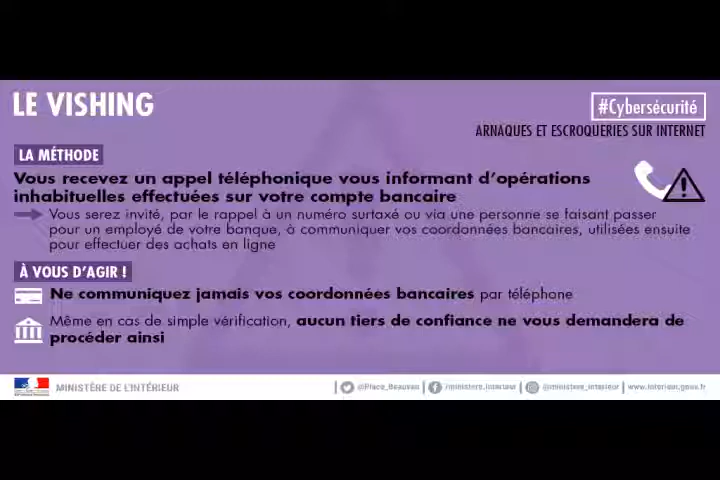 LE VISHING
#Cybersécurité
ARNAQUES ET ESCROQUERIES SUR INTERNET
LA MÉTHODE
Vous recevez un appel téléphonique vous informant d'opérations
inhabituelles effectuées sur votre compte bancaire
Vous serez invité, par le rappel à un numéro surtaxé ou via une personne se faisant passer
pour un employé de votre banque, à communiquer vos coordonnées bancaires, utilisées ensuite
pour effectuer des achats en ligne
À VOUS D'AGIR !
Ne communiquez jamais vos coordonnées bancaires par téléphone
Même en cas de simple vérification, aucun tiers de confiance ne vous demandera de
procéder ainsi
MINISTÈRE DE L'INTÉRIEUR
@Place_Beauvau
/ministere.interieur
@ministere_interieur
www.interieur.gouv.fr